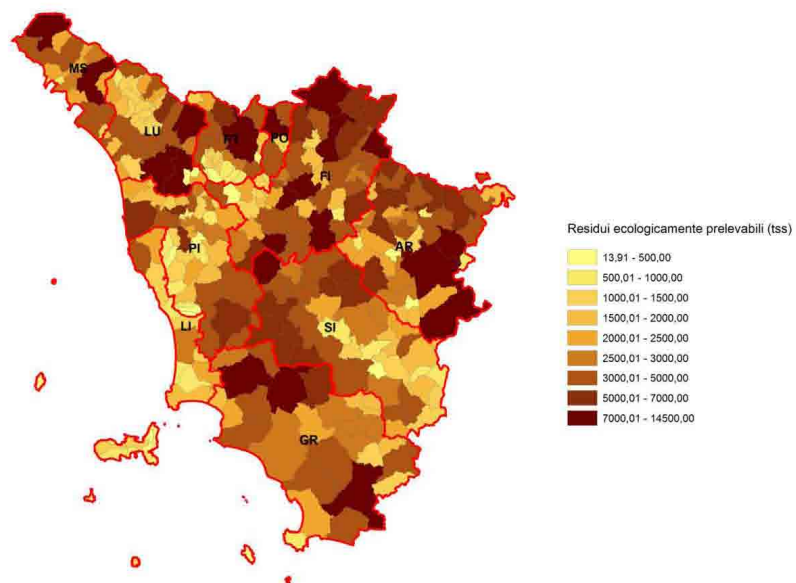 MS
LU
PT
PO
FI
PI
AR
LI
SI
GR
Residui ecologicamente prelevabili (tss)
13,91 - 500,00
500,01 - 1000,00
1000,01 - 1500,00
1500,01 - 2000,00
2000,01 - 2500,00
2500,01 - 3000,00
3000,01 - 5000,00
5000,01 - 7000,00
7000,01 - 14500,00